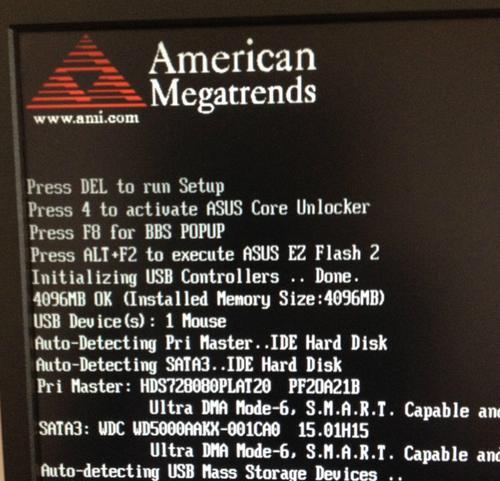 American
Megatrends
www.ami.com
Press DEL to run Setup
Press 4 to activate ASUS Core Unlocker
Press F8 for BBS POPUP
Press ALT+F2 to execute ASUS EZ Flash 2
Initializing USB Controllers .. Done.
4096MB OK (Installed Memory Size:4096MB)
USB Device(s): 1 Mouse
Auto-Detecting Pri Master..IDE Hard Disk
Auto-Detecting SATA3..IDE Hard Disk
Pri Master: HDS728080PLAT20 PF2OA21B
Ultra DMA Mode-6, S.M.A.R.T. Capable and
SATA3: WDC WD5000AAKX-001CA0 15.01H15
Ultra DMA Mode-6, S.M.A.R.T. Capable and
Auto-detecting USB Mass Storage Devices ..